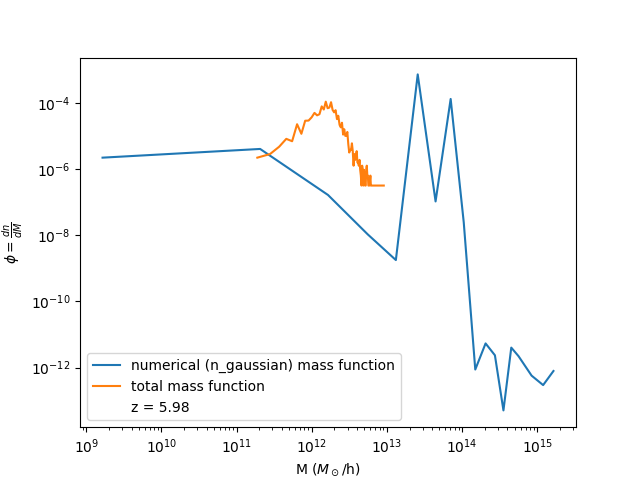 10⁻⁴
10⁻⁶
10⁻⁸
10⁻¹⁰
10⁻¹²
ϕ = dn/dM
numerical (n_gaussian) mass function
total mass function
z = 5.98
10⁹ 10¹⁰ 10¹¹ 10¹² 10¹³ 10¹⁴ 10¹⁵
M (M☉/h)